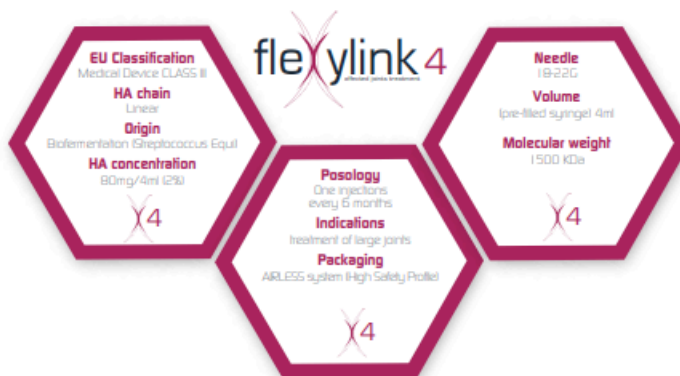 flexylink 4
affected joints treatment
EU Classification
Medical Device CLASS III
HA chain
Linear
Origin
Biofermentation (Streptococcus Equi)
HA concentration
80mg/4ml (2%)
X4
Posology
One injections
every 6 months
Indications
treatment of large joints
Packaging
AIRLESS system (High Safety Profile)
X4
Needle
18-22G
Volume
(pre-filled syringe) 4ml
Molecular weight
1500 KDa
X4